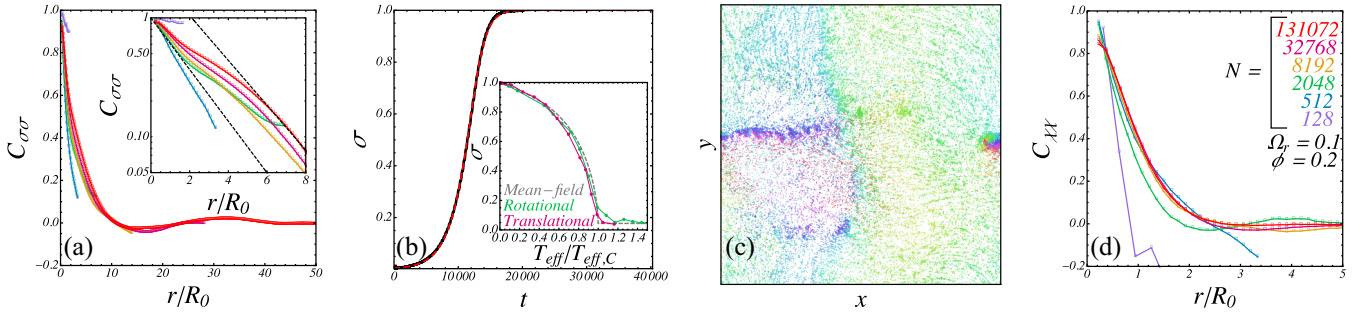 1.0
0.8
0.6
0.4
0.2
0.0
−0.2
C_σσ
0
10
20
30
40
50
r/R_0
(a)
1
0.50
0.10
0.05
C_σσ
0
2
4
6
8
r/R_0
1.0
0.8
0.6
0.4
0.2
σ
0
10000
20000
30000
40000
t
(b)
1.0
0.8
0.6
0.4
0.2
0.0
σ
Mean−field
Rotational
Translational
0.0 0.2 0.4 0.6 0.8 1.0 1.2 1.4
T_eff/T_eff,C
y
(c)
x
1.0
0.8
0.6
0.4
0.2
0.0
−0.2
C_χχ
0
1
2
3
4
5
r/R_0
(d)
N =
131072
32768
8192
2048
512
128
Ω_r = 0.1
ϕ = 0.2